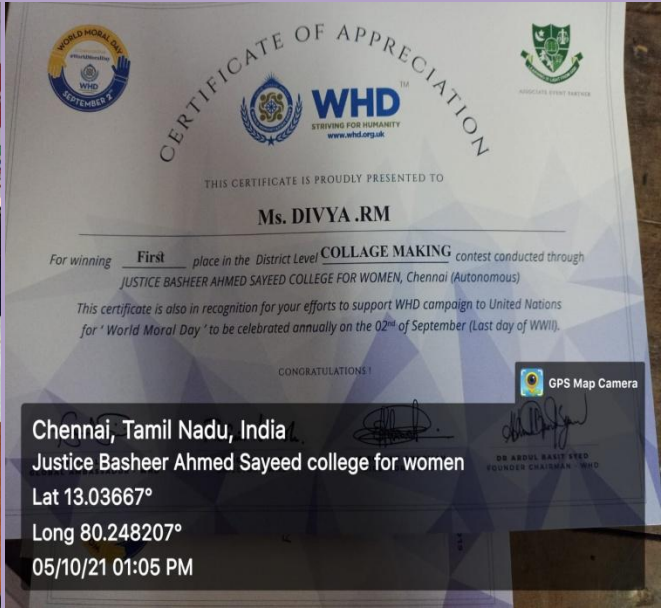 WORLD MORAL DAY
#WorldMoralDay
WHD
SEPTEMBER 2
CERTIFICATE OF APPRECIATION
WHD
TM
STRIVING FOR HUMANITY
www.whd.org.uk
ASSOCIATE EVENT PARTNER
THIS CERTIFICATE IS PROUDLY PRESENTED TO
Ms. DIVYA .RM
For winning First place in the District Level COLLAGE MAKING contest conducted through
JUSTICE BASHEER AHMED SAYEED COLLEGE FOR WOMEN, Chennai (Autonomous)
This certificate is also in recognition for your efforts to support WHD campaign to United Nations
for ' World Moral Day ' to be celebrated annually on the 02nd of September (Last day of WWII).
CONGRATULATIONS !
GPS Map Camera
DR ABDUL BASIT SYED
FOUNDER CHAIRMAN - WHD
Chennai, Tamil Nadu, India
Justice Basheer Ahmed Sayeed college for women
Lat 13.03667°
Long 80.248207°
05/10/21 01:05 PM